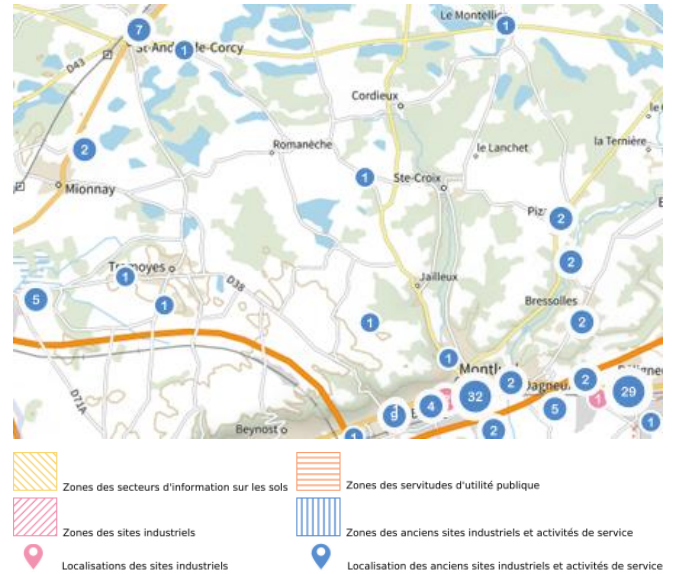 Le Montellier
7
1
1
St-André-de-Corcy
D43
Cordieux
2
Romanèche
le Lanchet
la Ternière
Mionnay
1
Ste-Croix
2
2
Tramoyes
1
5
1
D38
Jailleux
Bressolles
1
2
1
D71A
2
2
32
29
4
9
5
1
1
Beynost
1
2
Zones des secteurs d'information sur les sols
Zones des servitudes d'utilité publique
Zones des sites industriels
Zones des anciens sites industriels et activités de service
Localisations des sites industriels
Localisation des anciens sites industriels et activités de service